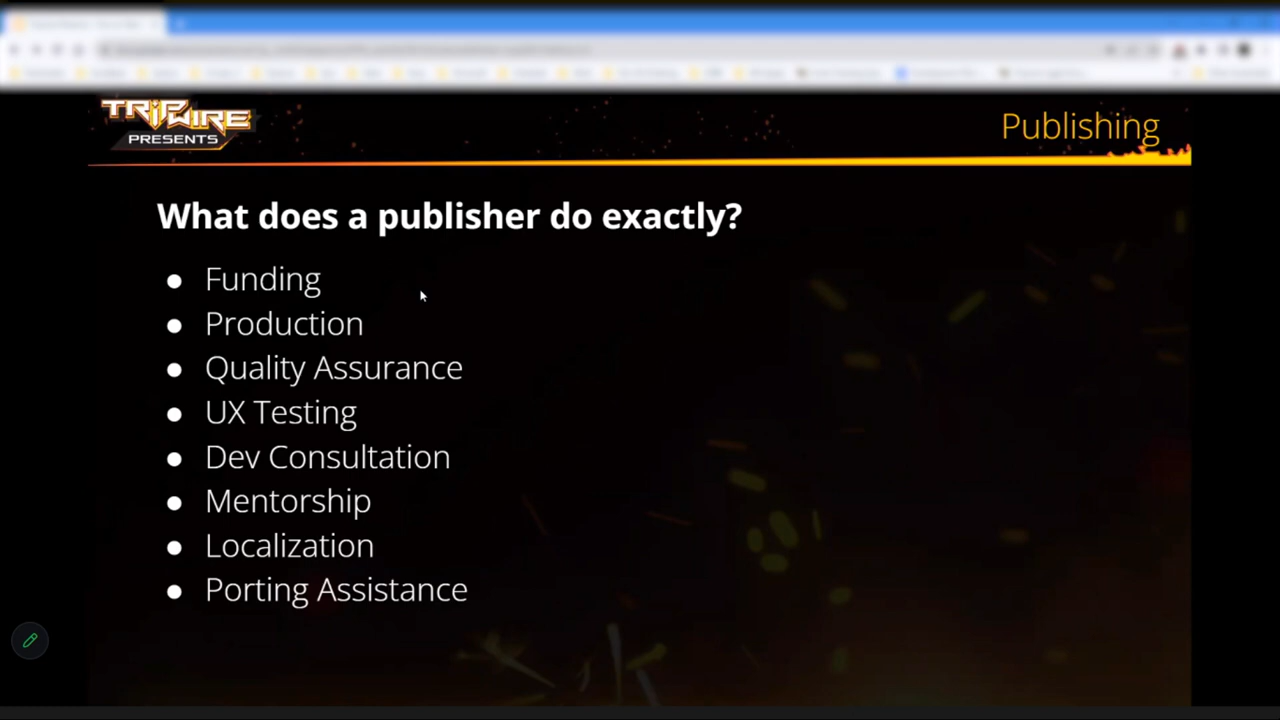 TRIPWIRE
PRESENTS
Publishing
What does a publisher do exactly?
● Funding
● Production
● Quality Assurance
● UX Testing
● Dev Consultation
● Mentorship
● Localization
● Porting Assistance